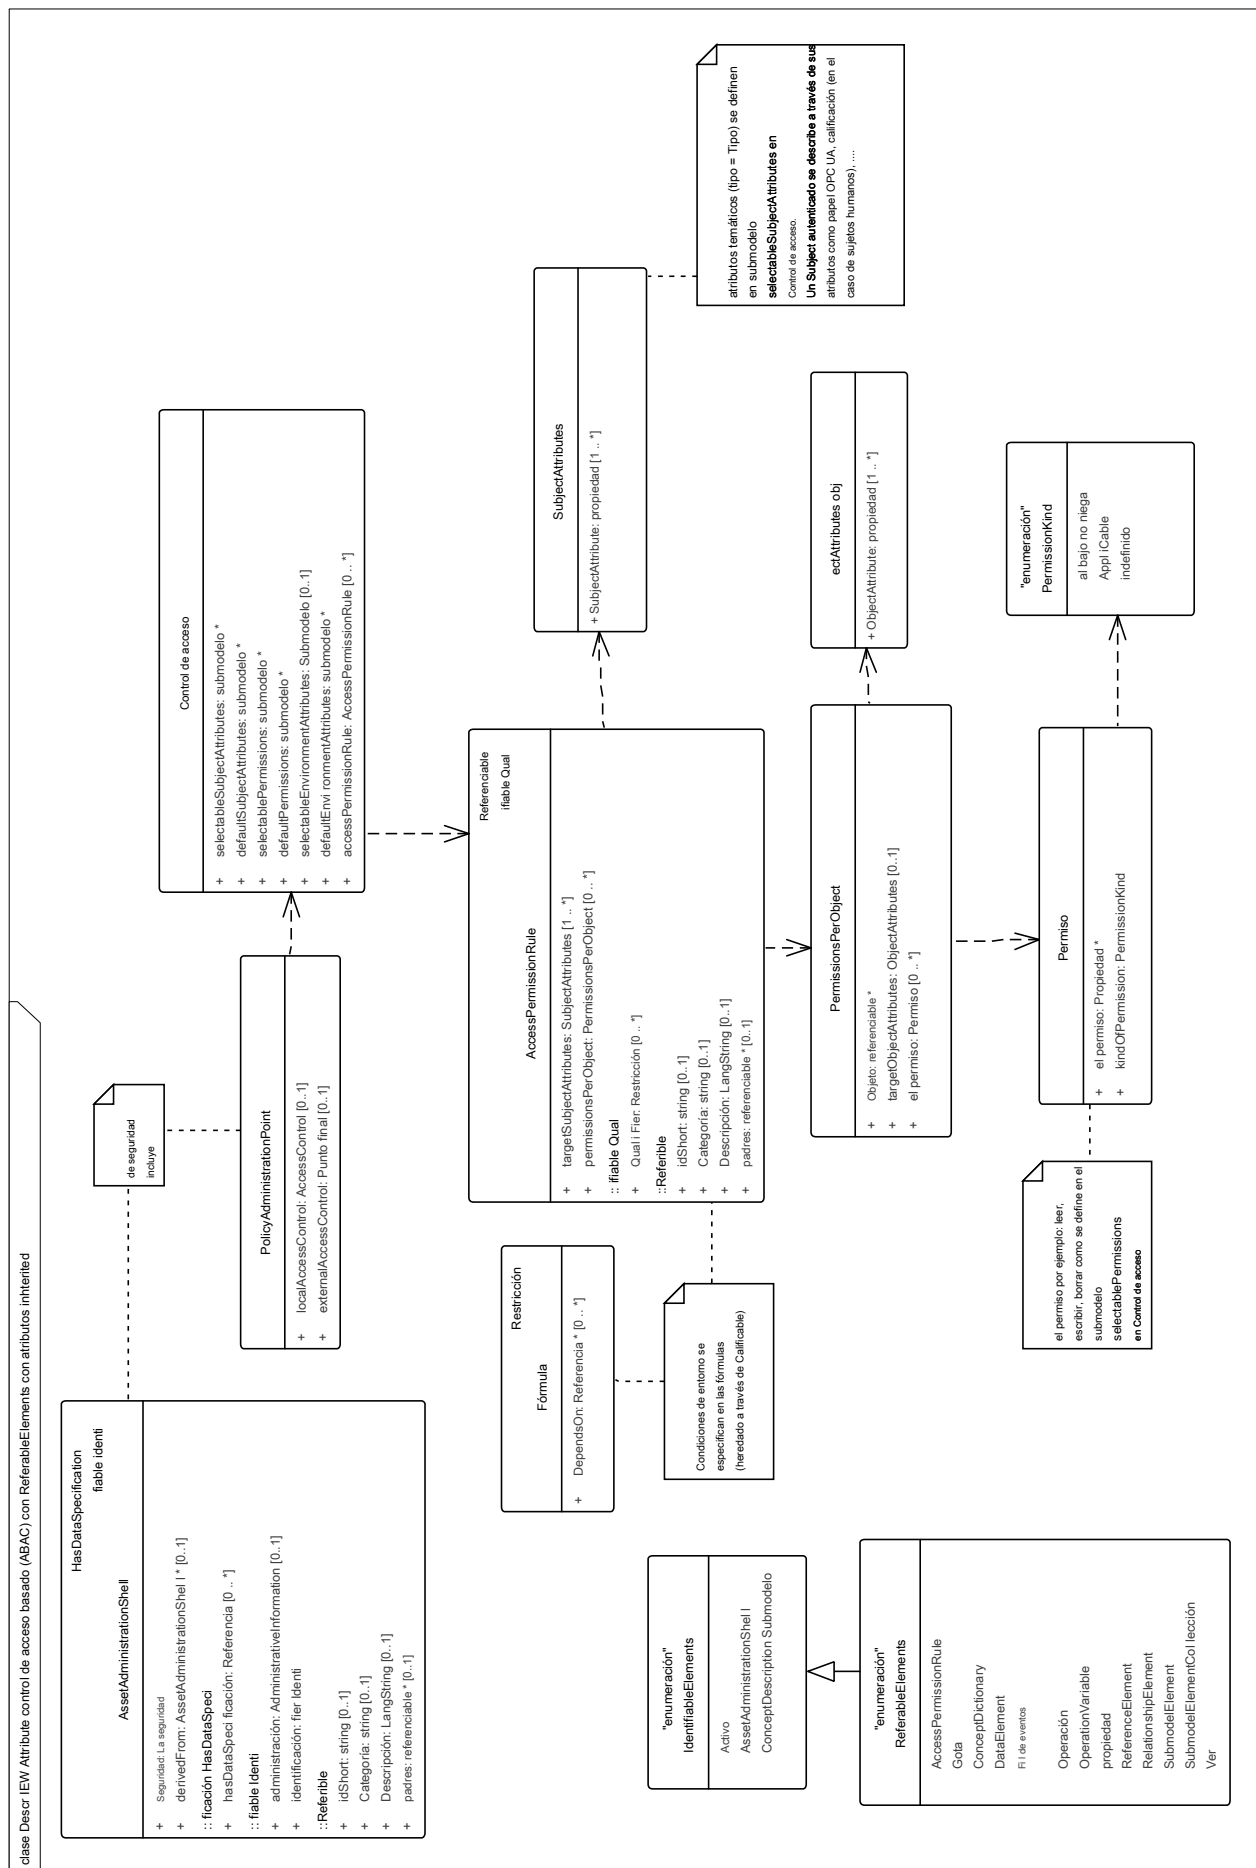 clase Descr IEW Attribute control de acceso basado (ABAC) con ReferableElements con atributos inhterited
HasDataSpecification
fiable identi
AssetAdministrationShell
+ Seguridad: La seguridad
+ derivedFrom: AssetAdministrationShel l * [0..1]
:: ficación HasDataSpeci
+ hasDataSpeci ficación: Referencia [0 .. *]
:: fiable Identi
+ administración: AdministrativeInformation [0..1]
+ identificación: fier Identi
::Referible
+ idShort: string [0..1]
+ Categoría: string [0..1]
+ Descripción: LangString [0..1]
+ padres: referenciable * [0..1]
de seguridad
incluye
PolicyAdministrationPoint
+ localAccessControl: AccessControl [0..1]
+ externalAccessControl: Punto final [0..1]
Control de acceso
+ selectableSubjectAttributes: submodelo *
+ defaultSubjectAttributes: submodelo *
+ selectablePermissions: submodelo *
+ defaultPermissions: submodelo *
+ selectableEnvironmentAttributes: Submodelo [0..1]
+ defaultEnvi ronmentAttributes: submodelo *
+ accessPermissionRule: AccessPermissionRule [0 .. *]
Restricción
Fórmula
+ DependsOn: Referencia * [0 .. *]
Condiciones de entorno se
especifican en las fórmulas
(heredado a través de Calificable)
Referenciable
ifiable Qual
AccessPermissionRule
+ targetSubjectAttributes: SubjectAttributes [1 .. *]
+ permissionsPerObject: PermissionsPerObject [0 .. *]
:: ifiable Qual
+ Qual i Fier: Restricción [0 .. *]
::Referible
+ idShort: string [0..1]
+ Categoría: string [0..1]
+ Descripción: LangString [0..1]
+ padres: referenciable * [0..1]
SubjectAttributes
+ SubjectAttribute: propiedad [1 .. *]
atributos temáticos (tipo = Tipo) se definen
en submodelo
selectableSubjectAttributes en
Control de acceso.
Un Subject autenticado se describe a través de sus
atributos como papel OPC UA, calificación (en el
caso de sujetos humanos), ....
"enumeración"
IdentifiableElements
Activo
AssetAdministrationShel l
ConceptDescription Submodelo
"enumeración"
ReferableElements
AccessPermissionRule
Gota
ConceptDictionary
DataElement
Fi l de eventos
Operación
OperationVariable
propiedad
ReferenceElement
RelationshipElement
SubmodelElement
SubmodelElementCol lección
Ver
PermissionsPerObject
+ Objeto: referenciable *
+ targetObjectAttributes: ObjectAttributes [0..1]
+ el permiso: Permiso [0 .. *]
ectAttributes obj
+ ObjectAttribute: propiedad [1 .. *]
el permiso por ejemplo: leer,
escribir, borrar como se define en el
submodelo
selectablePermissions
en Control de acceso
Permiso
+ el permiso: Propiedad *
+ kindOfPermission: PermissionKind
"enumeración"
PermissionKind
al bajo no niega
Appl iCable
indefinido